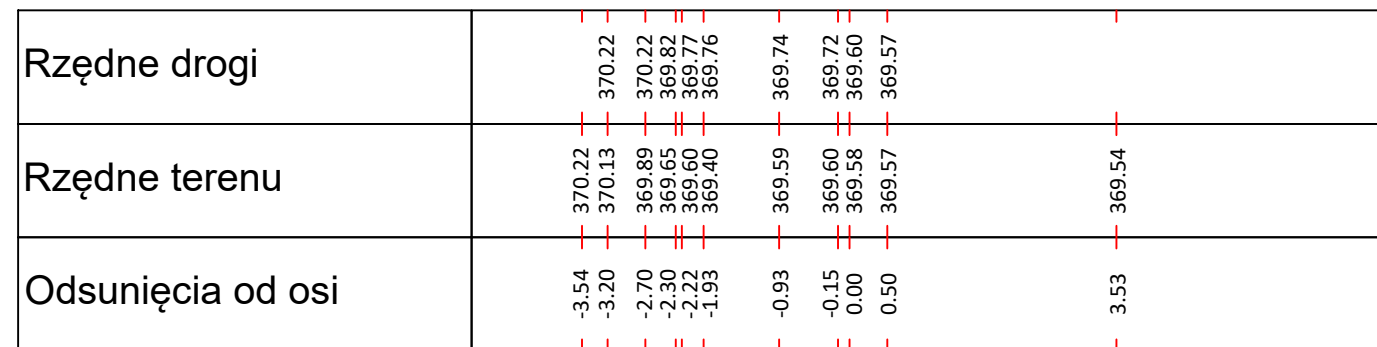 Rzędne drogi 370.22 370.22 369.82 369.77 369.76 369.74 369.72 369.60 369.57
Rzędne terenu 370.22 370.13 369.89 369.65 369.60 369.40 369.59 369.60 369.58 369.57 369.54
Odsunięcia od osi -3.54 -3.20 -2.70 -2.30 -2.22 -1.93 -0.93 -0.15 0.00 0.50 3.53